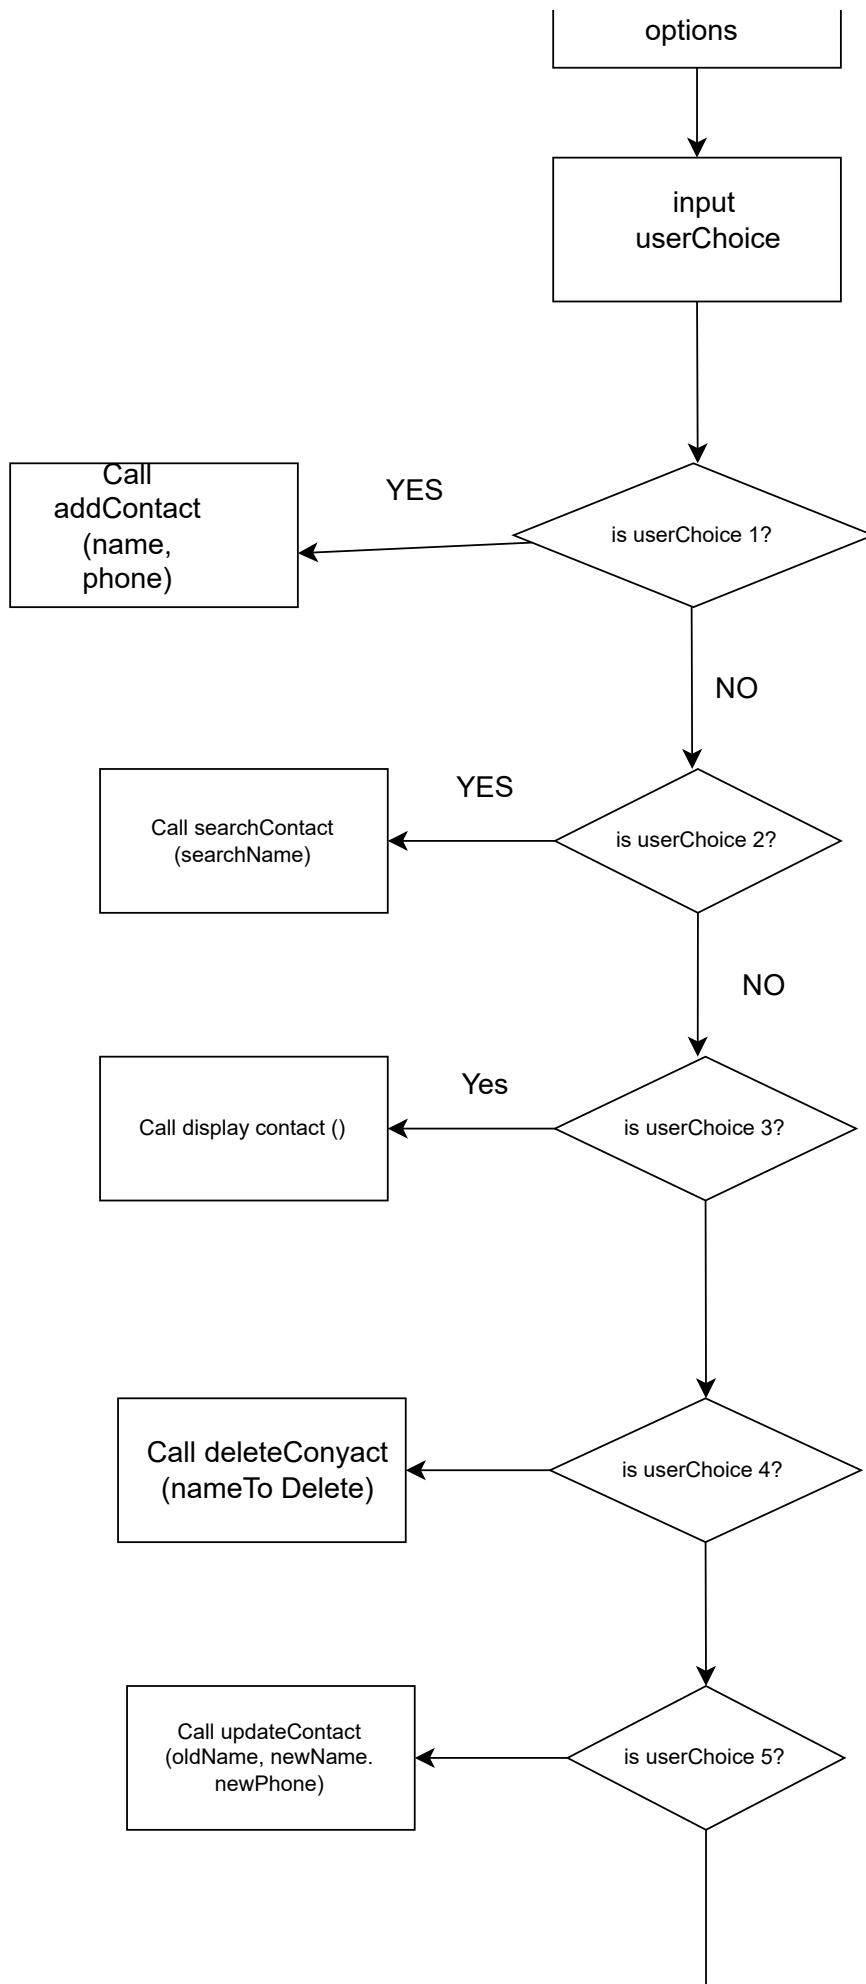 options
input
userChoice
Call
addContact
(name,
phone)
YES
is userChoice 1?
NO
Call searchContact
(searchName)
YES
is userChoice 2?
NO
Call display contact ()
Yes
is userChoice 3?
Call deleteConyact
(nameTo Delete)
is userChoice 4?
Call updateContact
(oldName, newName.
newPhone)
is userChoice 5?